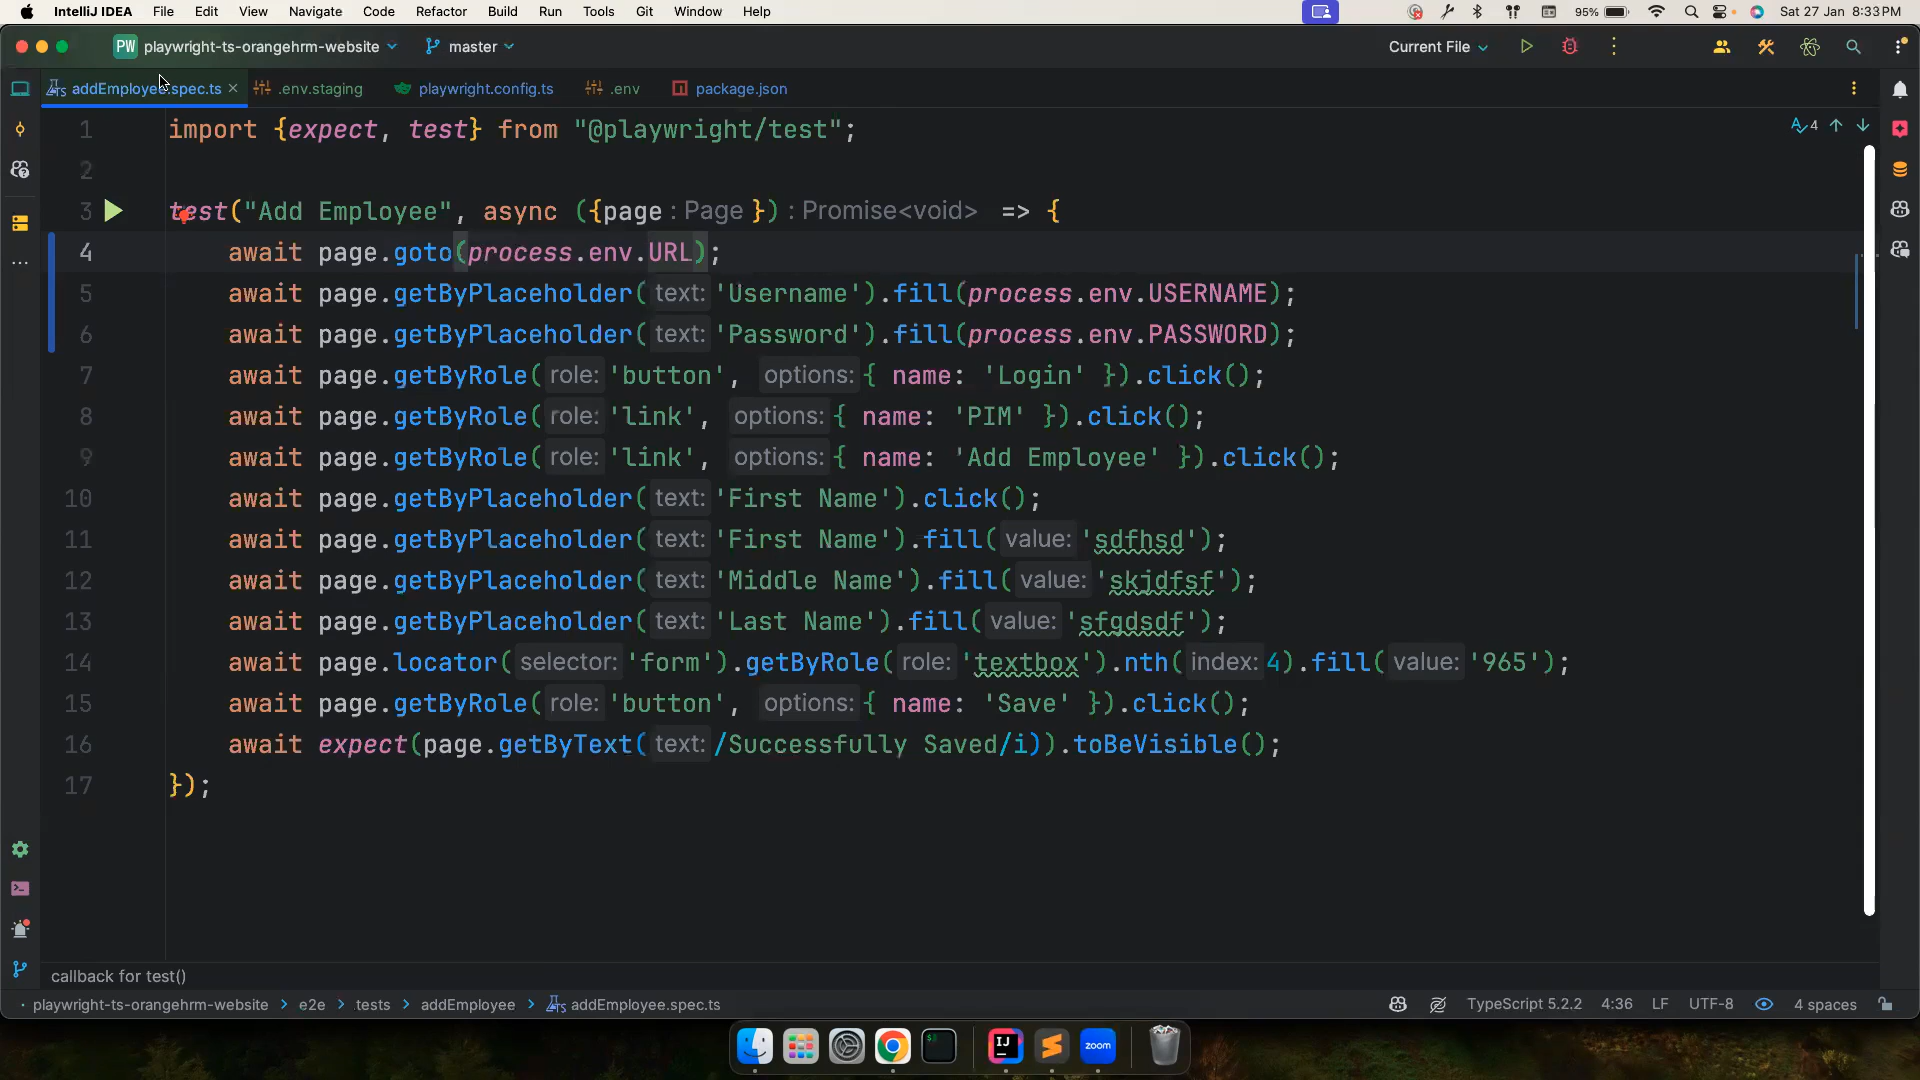 IntelliJ IDEA File Edit View Navigate Code Refactor Build Run Tools Git Window Help 95% Sat 27 Jan 8:33PM
PW playwright-ts-orangehrm-website master Current File
TS addEmployee.spec.ts .env.staging playwright.config.ts .env package.json
1 import {expect, test} from "@playwright/test"; 4
2
3 test("Add Employee", async ({page : Page }) : Promise<void> => {
4 await page.goto(process.env.URL);
5 await page.getByPlaceholder( text: 'Username').fill(process.env.USERNAME);
6 await page.getByPlaceholder( text: 'Password').fill(process.env.PASSWORD);
7 await page.getByRole( role: 'button', options: { name: 'Login' }).click();
8 await page.getByRole( role: 'link', options: { name: 'PIM' }).click();
9 await page.getByRole( role: 'link', options: { name: 'Add Employee' }).click();
10 await page.getByPlaceholder( text: 'First Name').click();
11 await page.getByPlaceholder( text: 'First Name').fill( value: 'sdfhsd');
12 await page.getByPlaceholder( text: 'Middle Name').fill( value: 'skjdfsf');
13 await page.getByPlaceholder( text: 'Last Name').fill( value: 'sfgdsdf');
14 await page.locator( selector: 'form').getByRole( role: 'textbox').nth( index: 4).fill( value: '965');
15 await page.getByRole( role: 'button', options: { name: 'Save' }).click();
16 await expect(page.getByText( text: /Successfully Saved/i)).toBeVisible();
17 });
callback for test()
playwright-ts-orangehrm-website > e2e > tests > addEmployee > TS addEmployee.spec.ts TypeScript 5.2.2 4:36 LF UTF-8 4 spaces
IJ zoom